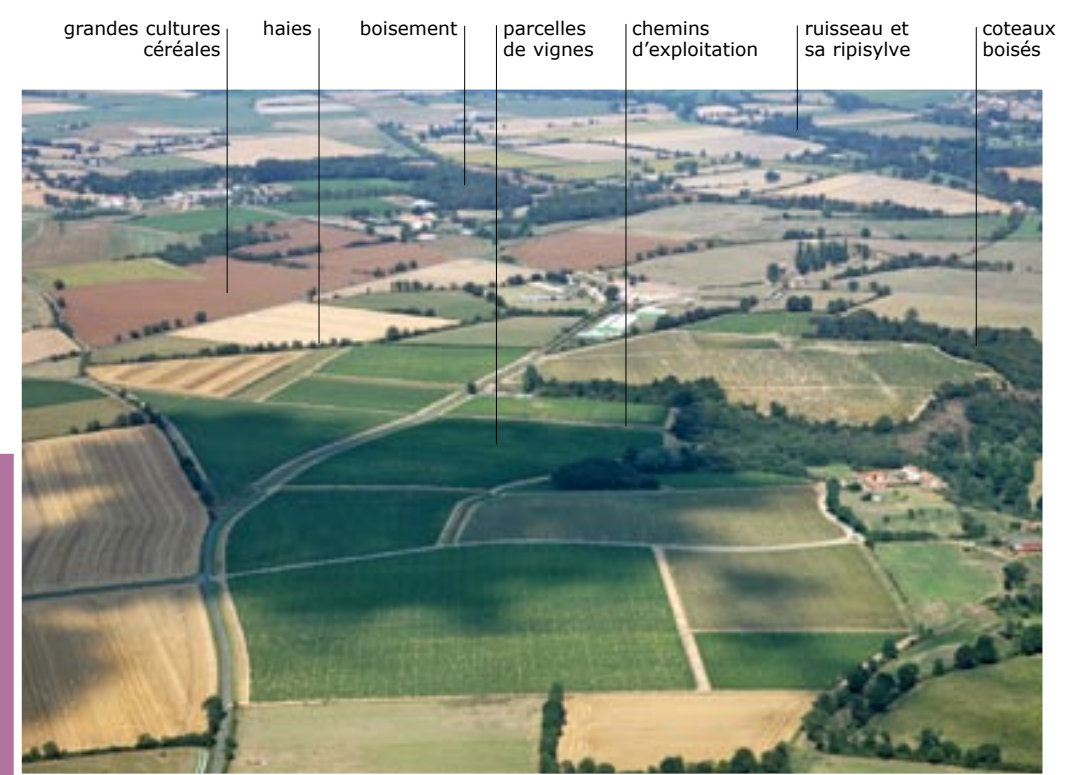 grandes cultures
céréales
haies
boisement
parcelles
de vignes
chemins
d’exploitation
ruisseau et
sa ripisylve
coteaux
boisés